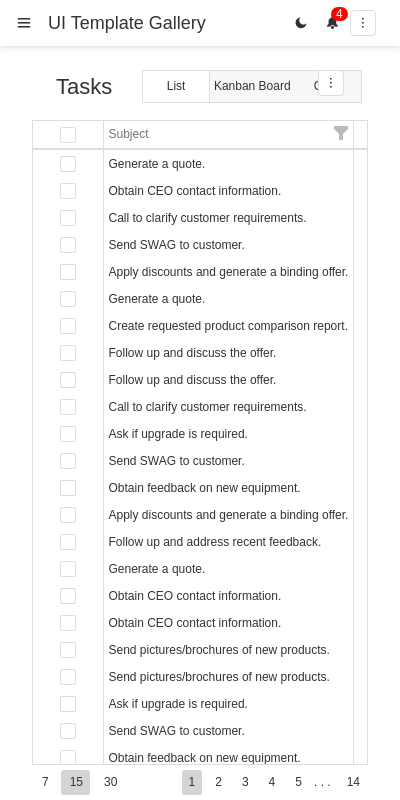 UI Template Gallery
4
Tasks
List
Kanban Board
Subject
Generate a quote.
Obtain CEO contact information.
Call to clarify customer requirements.
Send SWAG to customer.
Apply discounts and generate a binding offer.
Generate a quote.
Create requested product comparison report.
Follow up and discuss the offer.
Follow up and discuss the offer.
Call to clarify customer requirements.
Ask if upgrade is required.
Send SWAG to customer.
Obtain feedback on new equipment.
Apply discounts and generate a binding offer.
Follow up and address recent feedback.
Generate a quote.
Obtain CEO contact information.
Obtain CEO contact information.
Send pictures/brochures of new products.
Send pictures/brochures of new products.
Ask if upgrade is required.
Send SWAG to customer.
Obtain feedback on new equipment.
7 15 30 1 2 3 4 5 . . . 14